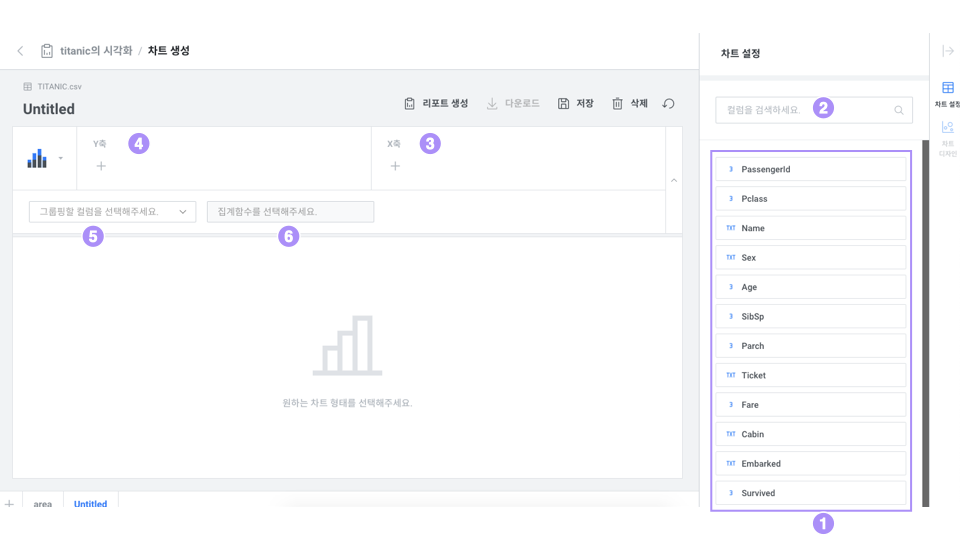 titanic의 시각화 / 차트 생성
차트 설정
TITANIC.csv
Untitled
리포트 생성 다운로드 저장 삭제
차트 설정
차트
디자인
컬럼을 검색하세요. 2
Y축 4
X축 3
그룹핑할 컬럼을 선택해주세요. 집계함수를 선택해주세요.
5 6
원하는 차트 형태를 선택해주세요.
3 PassengerId
3 Pclass
TXT Name
TXT Sex
3 Age
3 SibSp
3 Parch
TXT Ticket
3 Fare
TXT Cabin
TXT Embarked
3 Survived
1
area Untitled